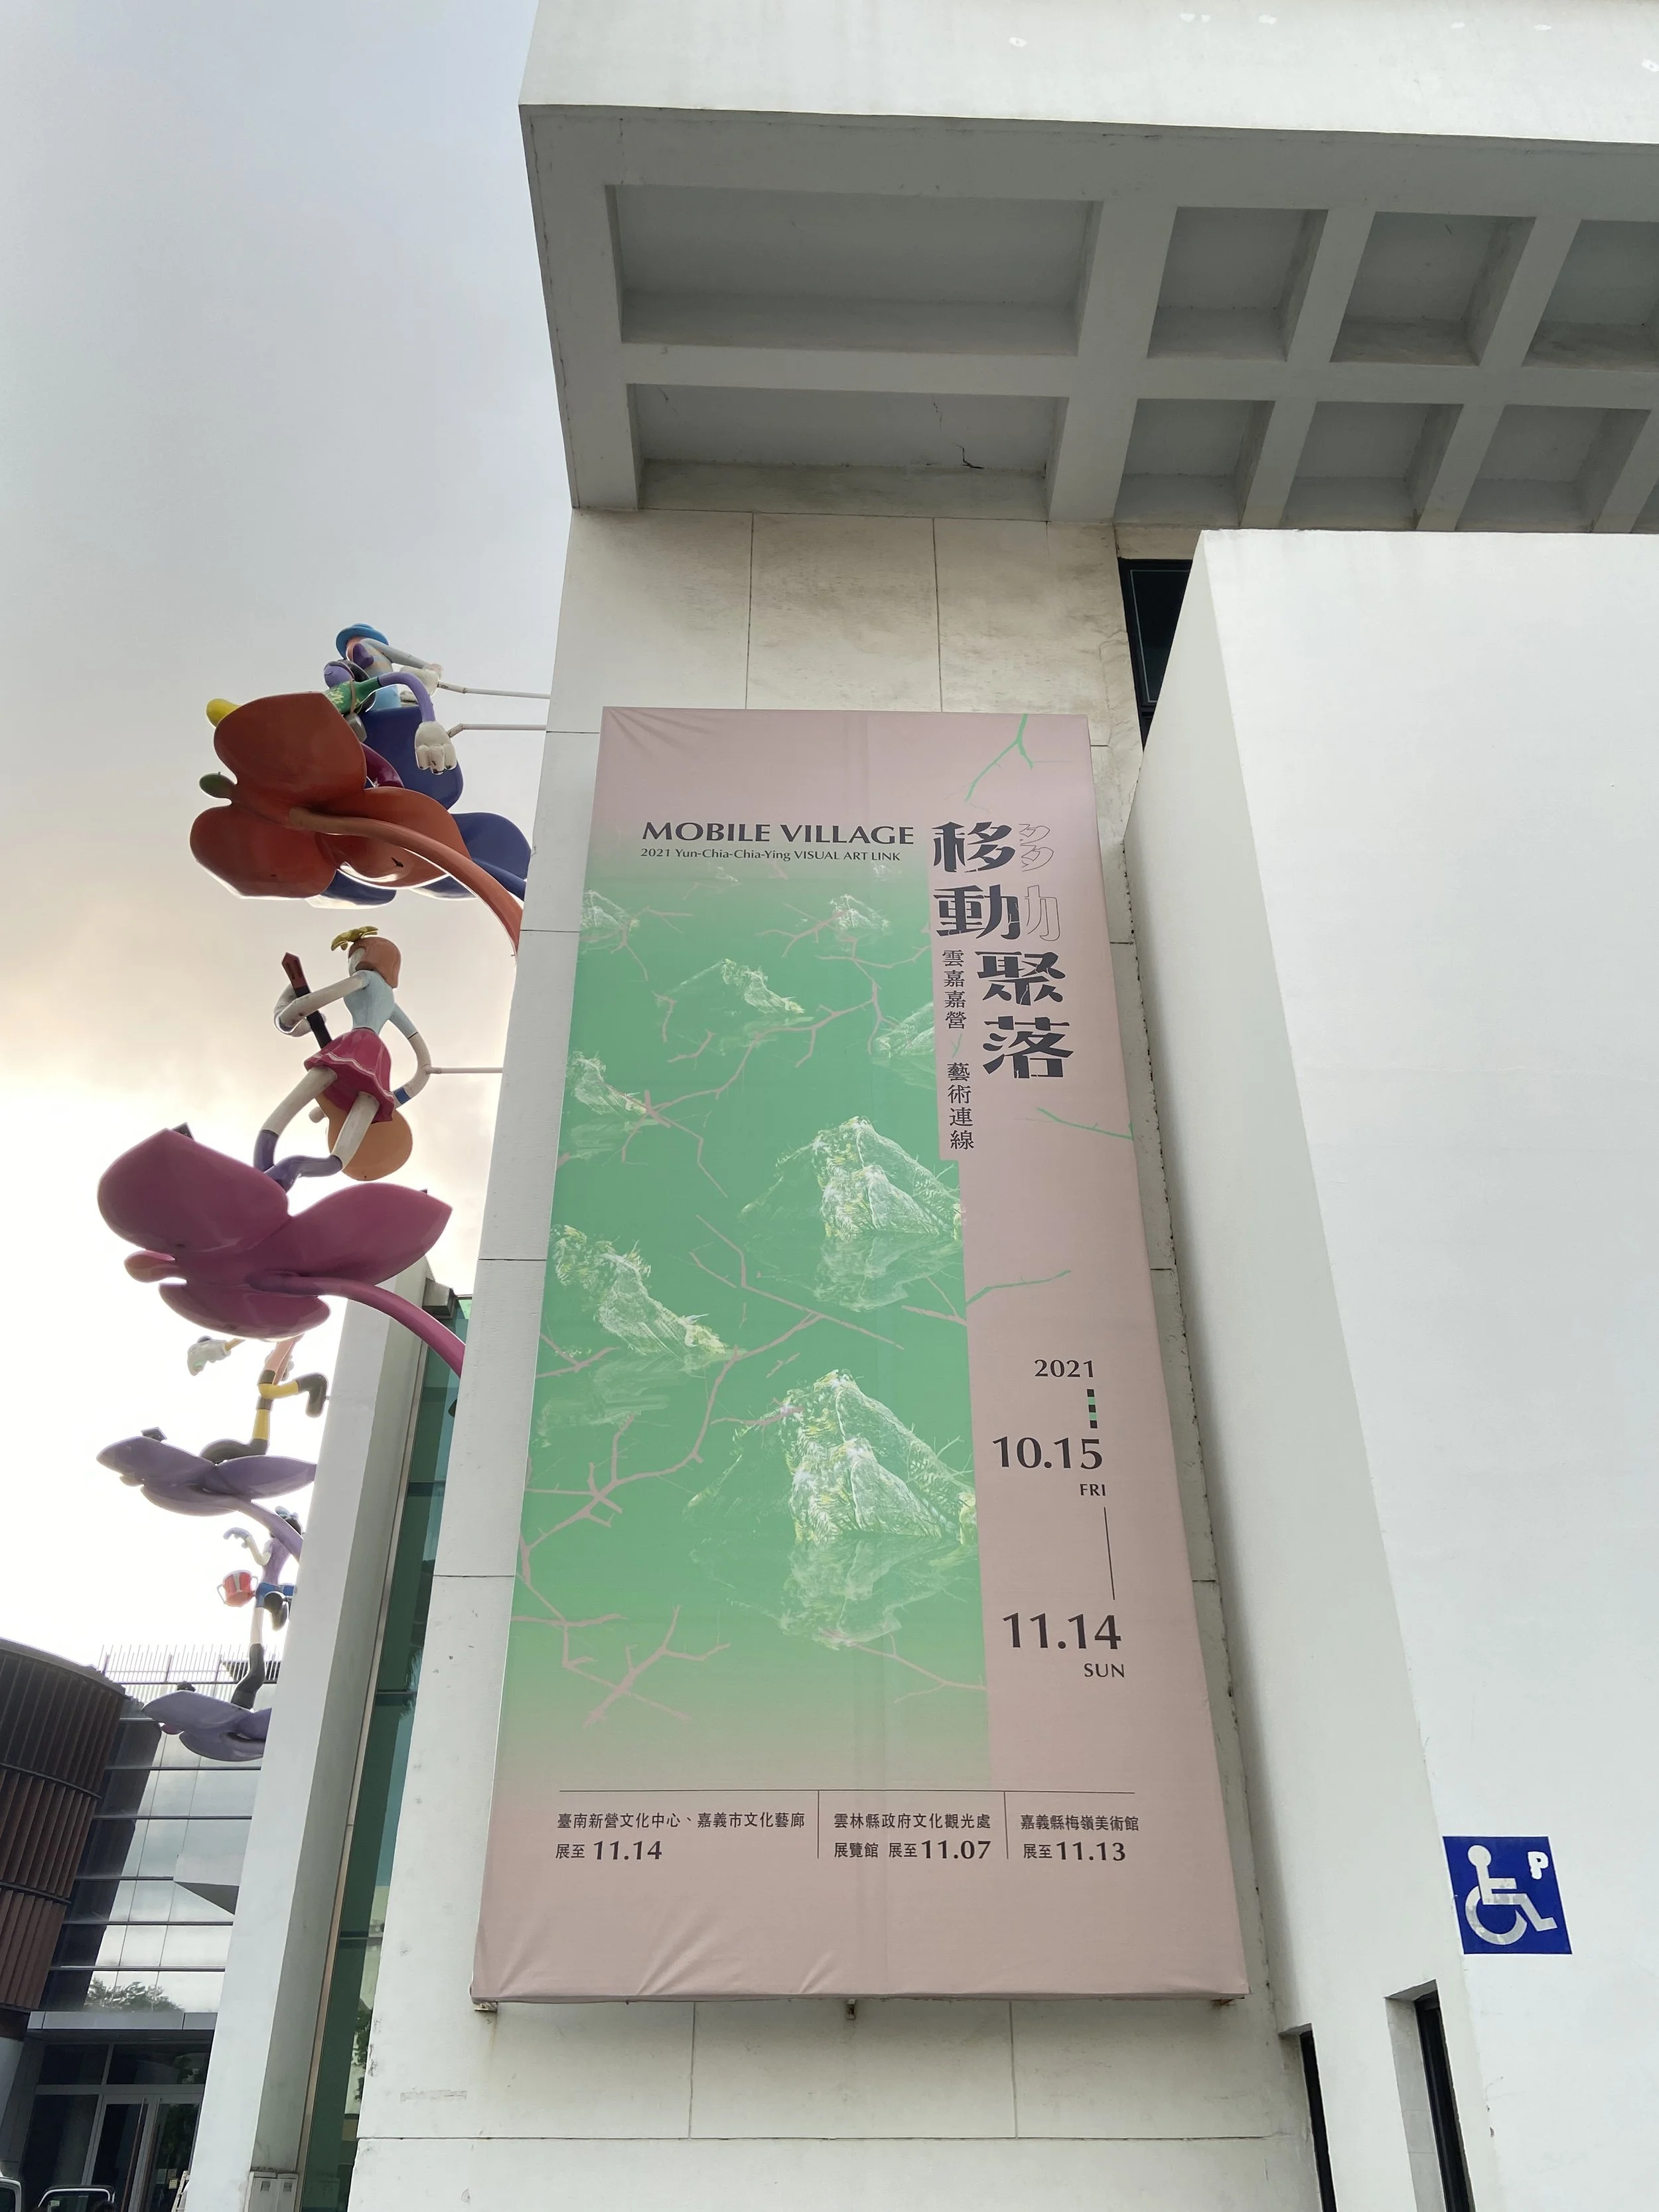 MOBILE VILLAGE
2021 Yun-Chia-Chia-Ying VISUAL ART LINK
移動
聚落
雲嘉嘉營 藝術連線
2021
10.15
FRI
11.14
SUN
臺南新營文化中心、嘉義市文化藝廊
展至 11.14
雲林縣政府文化觀光處
展覽館 展至 11.07
嘉義縣梅嶺美術館
展至 11.13
P